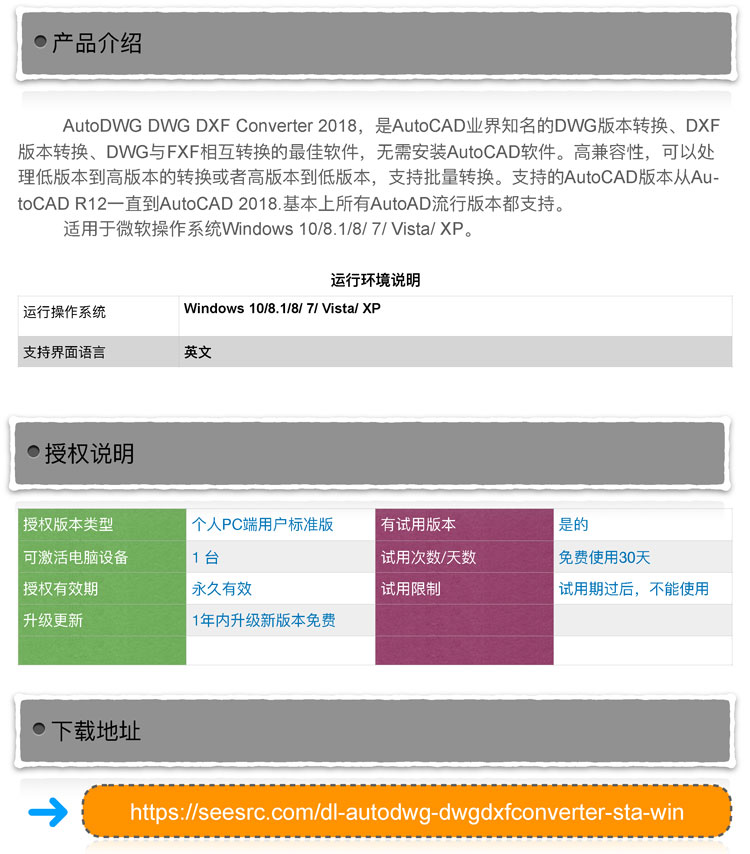 产品介绍
AutoDWG DWG DXF Converter 2018，是AutoCAD业界知名的DWG版本转换、DXF
版本转换、DWG与FXF相互转换的最佳软件，无需安装AutoCAD软件。高兼容性，可以处
理低版本到高版本的转换或者高版本到低版本，支持批量转换。支持的AutoCAD版本从Au-
toCAD R12一直到AutoCAD 2018.基本上所有AutoAD流行版本都支持。
适用于微软操作系统Windows 10/8.1/8/ 7/ Vista/ XP。
运行环境说明
运行操作系统 Windows 10/8.1/8/ 7/ Vista/ XP
支持界面语言 英文
授权说明
授权版本类型 个人PC端用户标准版 有试用版本 是的
可激活电脑设备 1 台 试用次数/天数 免费使用30天
授权有效期 永久有效 试用限制 试用期过后，不能使用
升级更新 1年内升级新版本免费
下载地址
https://seesrc.com/dl-autodwg-dwgdxfconverter-sta-win